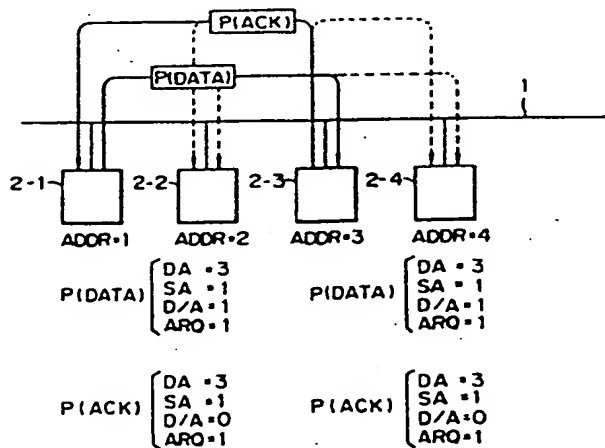 P(ACK)
P(DATA)
1
2-1
2-2
2-3
2-4
ADDR=1
ADDR=2
ADDR=3
ADDR=4
P(DATA)
DA = 3
SA = 1
D/A = 1
ARQ = 1
P(DATA)
DA = 3
SA = 1
D/A = 1
ARQ = 1
P(ACK)
DA = 3
SA = 1
D/A=0
ARQ = 1
P(ACK)
DA = 3
SA = 1
D/A=0
ARQ = 1